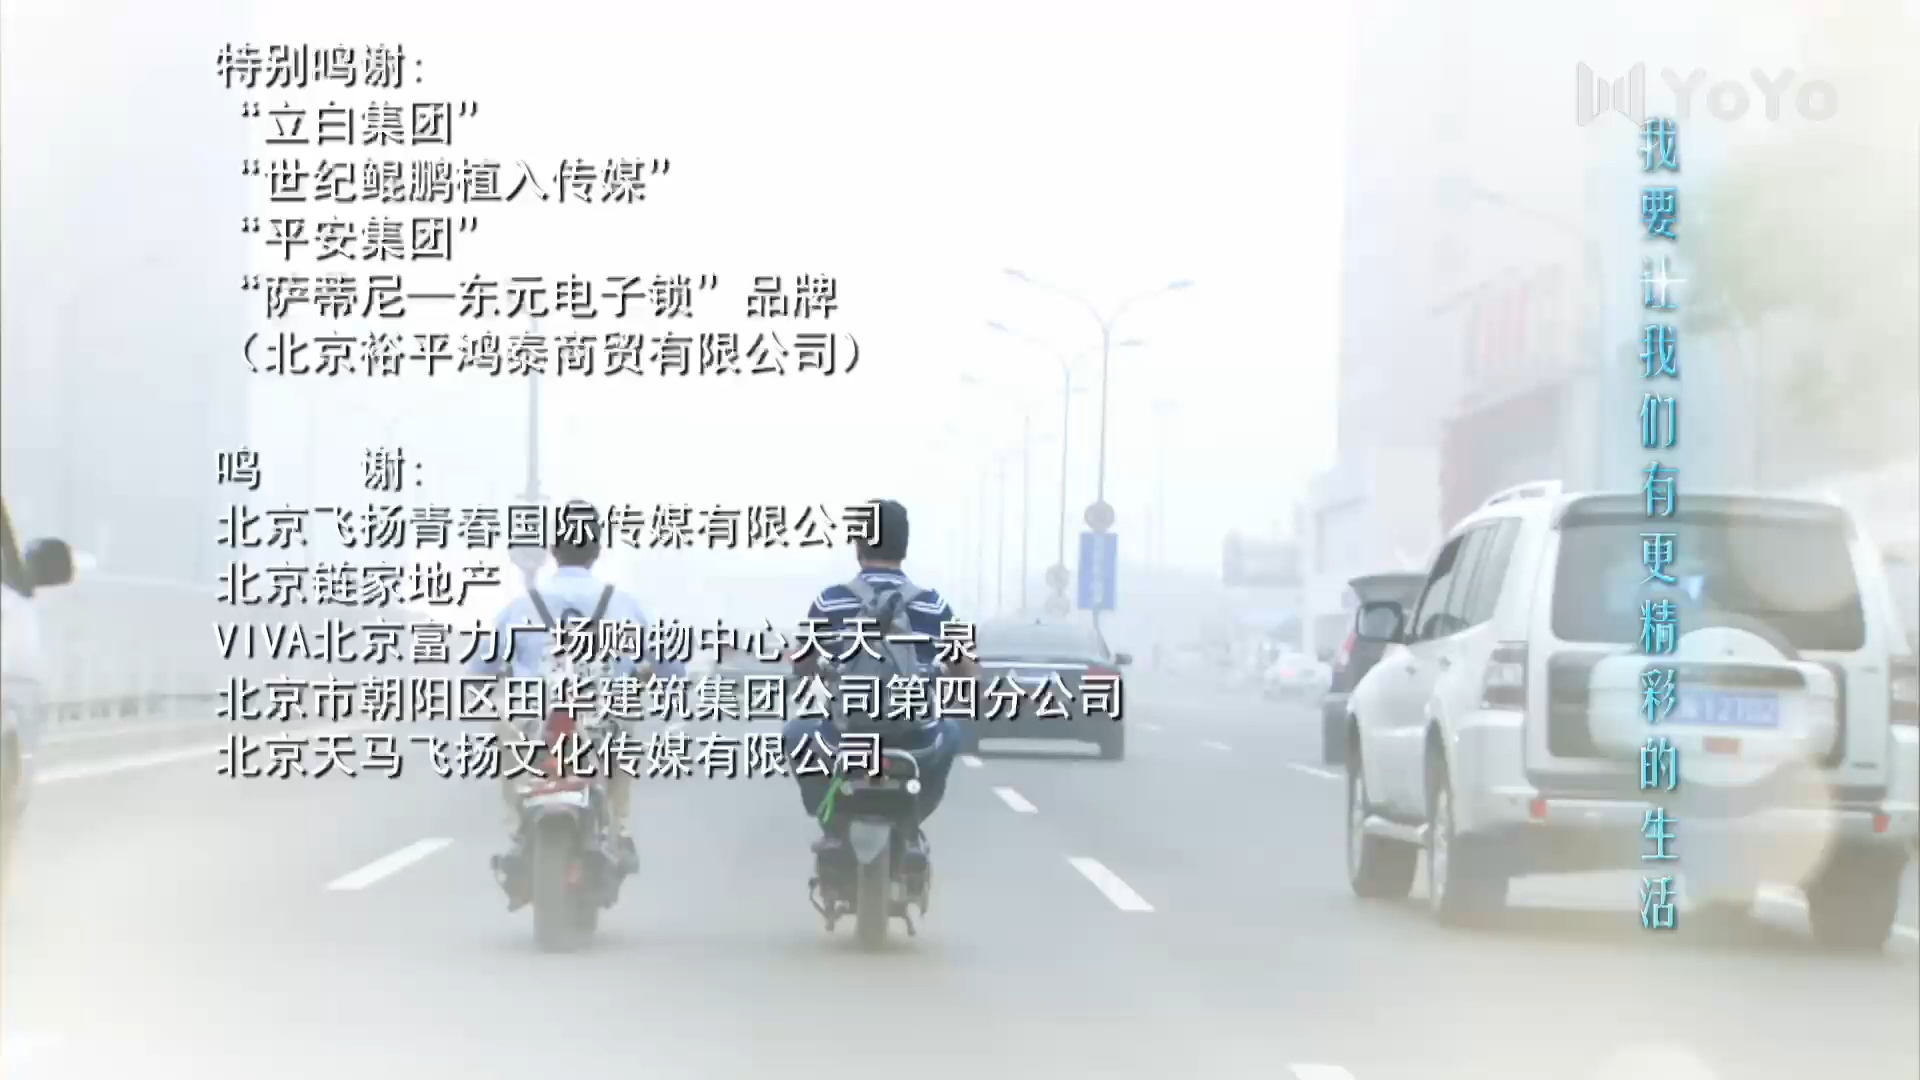 特别鸣谢:
“立白集团”
“世纪鲲鹏植入传媒”
“平安集团”
“萨蒂尼—东元电子锁”品牌
（北京裕平鸿泰商贸有限公司）
鸣　　谢:
北京飞扬青春国际传媒有限公司
北京链家地产
VIVA北京富力广场购物中心天天一泉
北京市朝阳区田华建筑集团公司第四分公司
北京天马飞扬文化传媒有限公司
YoYo
我要让我们有更精彩的生活